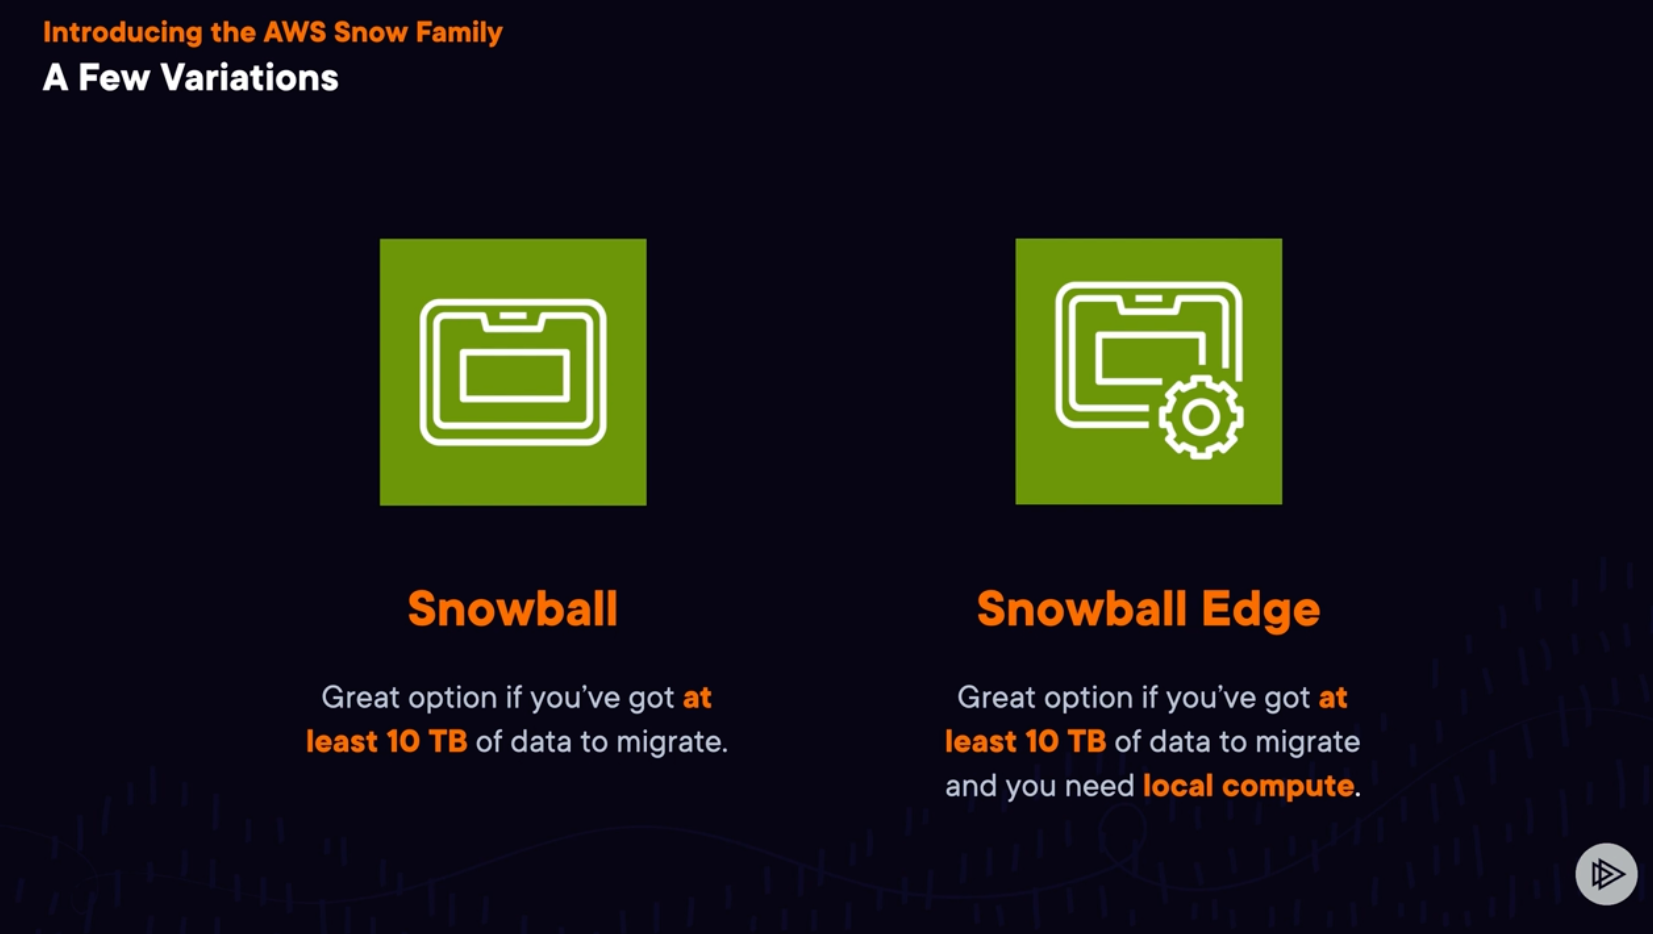 Introducing the AWS Snow Family
A Few Variations
Snowball
Great option if you’ve got at
least 10 TB of data to migrate.
Snowball Edge
Great option if you’ve got at
least 10 TB of data to migrate
and you need local compute.